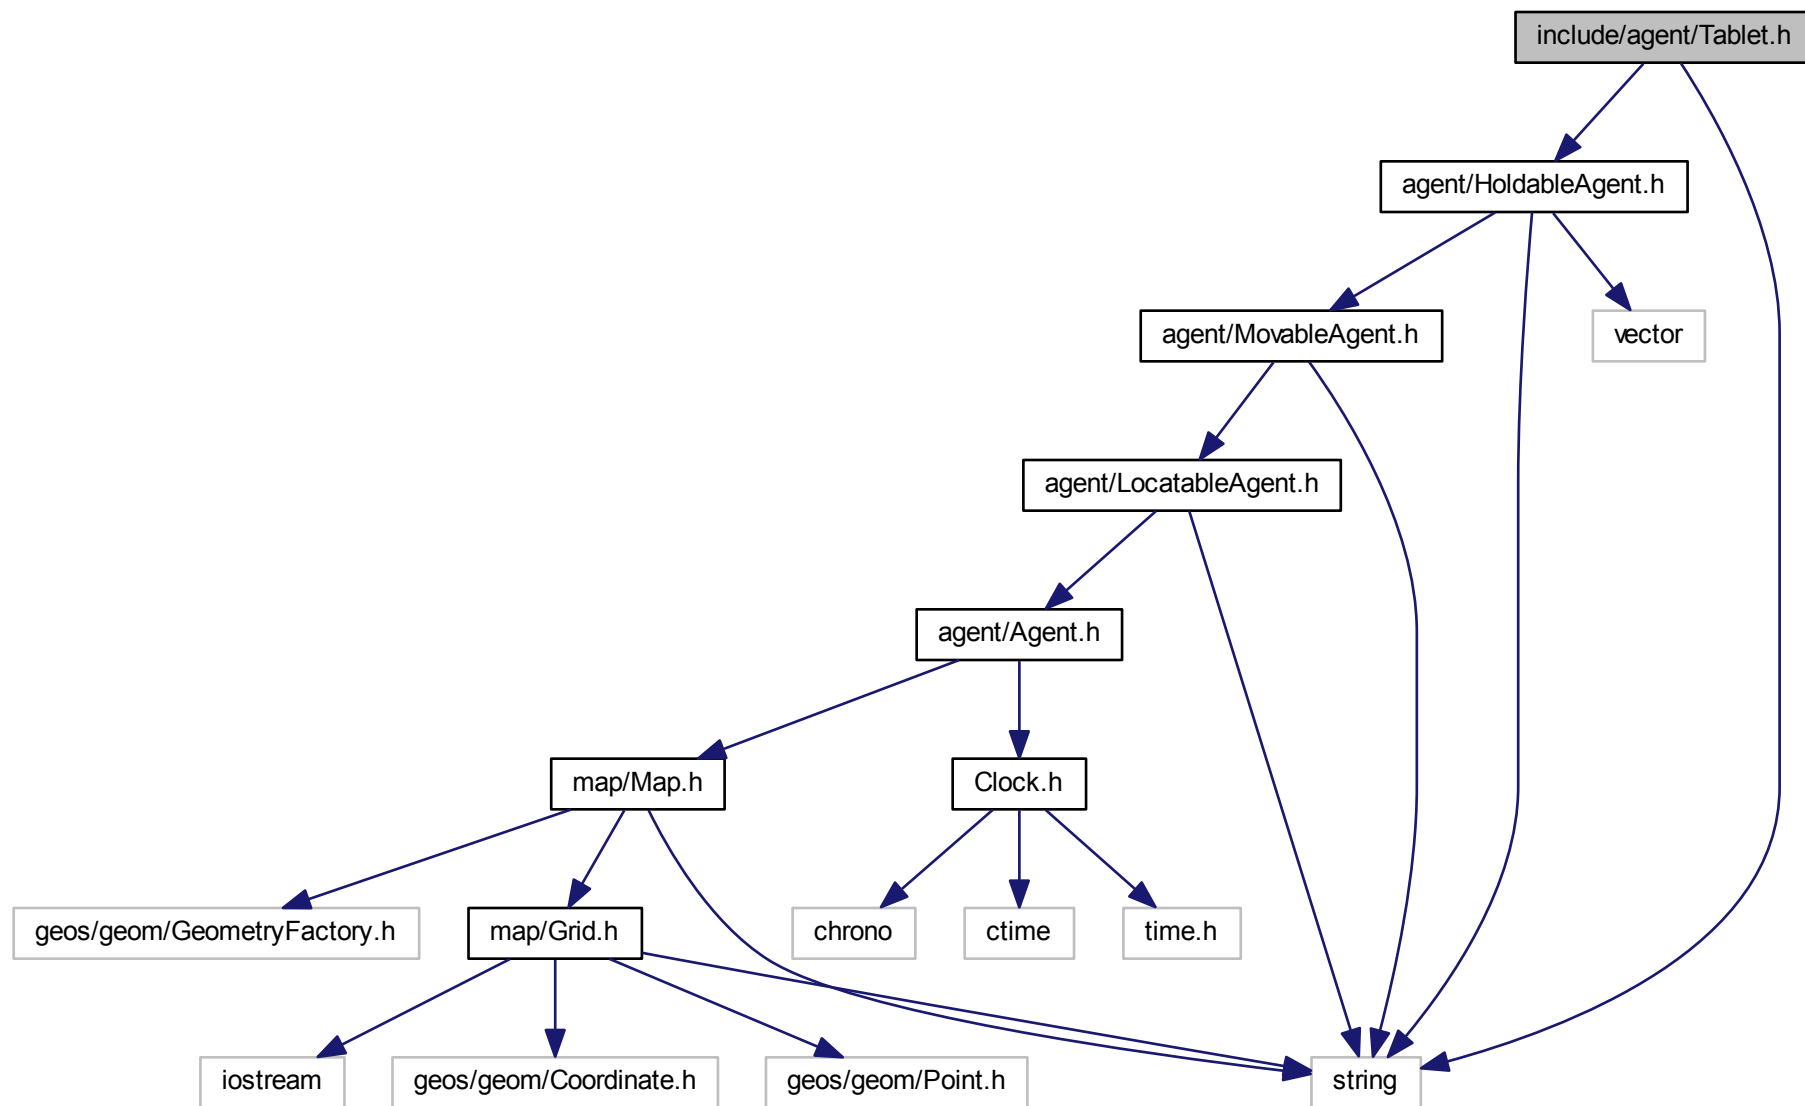 include/agent/Tablet.h
agent/HoldableAgent.h
agent/MovableAgent.h
vector
agent/LocatableAgent.h
agent/Agent.h
map/Map.h
Clock.h
geos/geom/GeometryFactory.h
map/Grid.h
chrono
ctime
time.h
iostream
geos/geom/Coordinate.h
geos/geom/Point.h
string